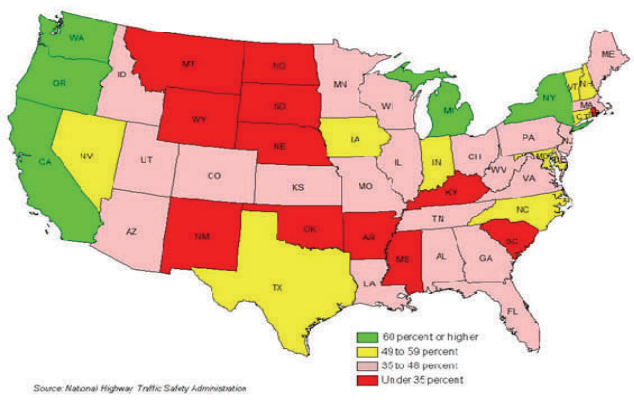 WA
ME
MT
ND
OR
MN
ID
VT
WI
NY
SD
MA
MI
WY
CT
PA
IA
NE
NV
OH
IN
IL
MD
UT
CA
CO
WV
VA
MO
KS
KY
NC
TN
AZ
OK
NM
AR
SC
MS
AL
GA
TX
LA
FL
60 percent or higher
49 to 59 percent
35 to 48 percent
Under 35 percent
Source: National Highway Traffic Safety Administration